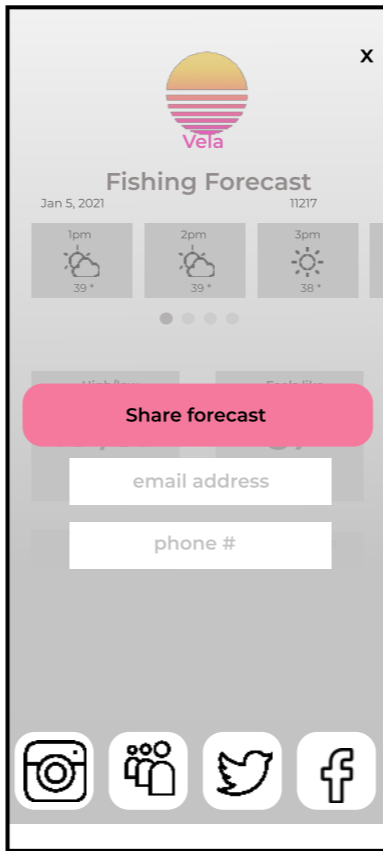 X
Vela
Fishing Forecast
Jan 5, 2021 11217
1pm 2pm 3pm
39 * 39 * 38 *
Share forecast
email address
phone #